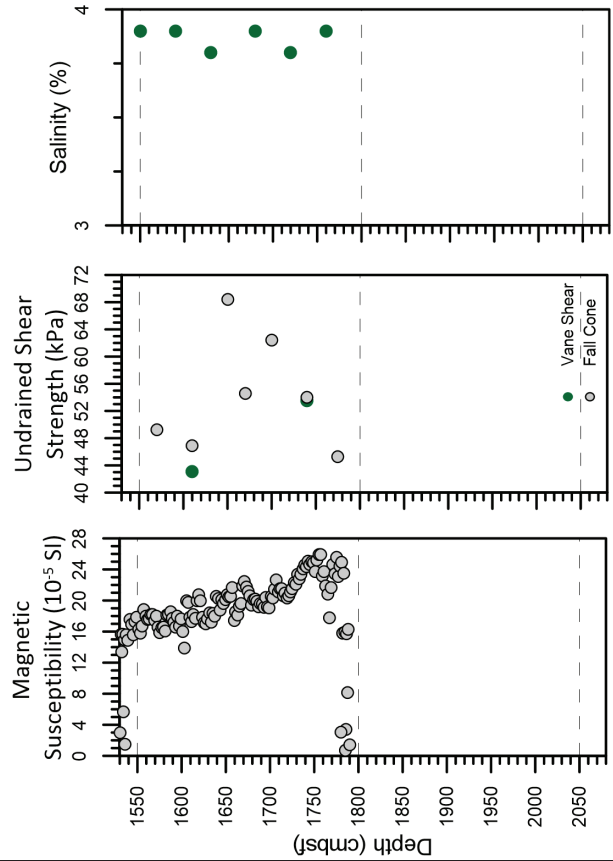 Salinity (%)
3
4
Undrained Shear
Strength (kPa)
40 44 48 52 56 60 64 68 72
Vane Shear
Fall Cone
Magnetic
Susceptibility (10⁻⁵ SI)
0 4 8 12 16 20 24 28
1550
1600
1650
1700
1750
1800
1850
1900
1950
2000
2050
Depth (cmbsf)